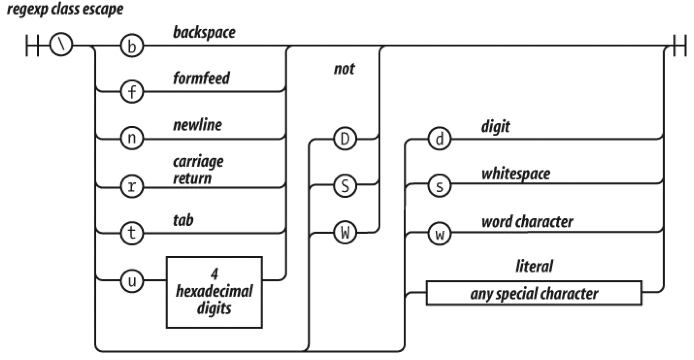 regexp class escape
\
b
backspace
f
formfeed
n
newline
r
carriage
return
t
tab
u
4
hexadecimal
digits
not
D
S
W
d
digit
s
whitespace
w
word character
literal
any special character